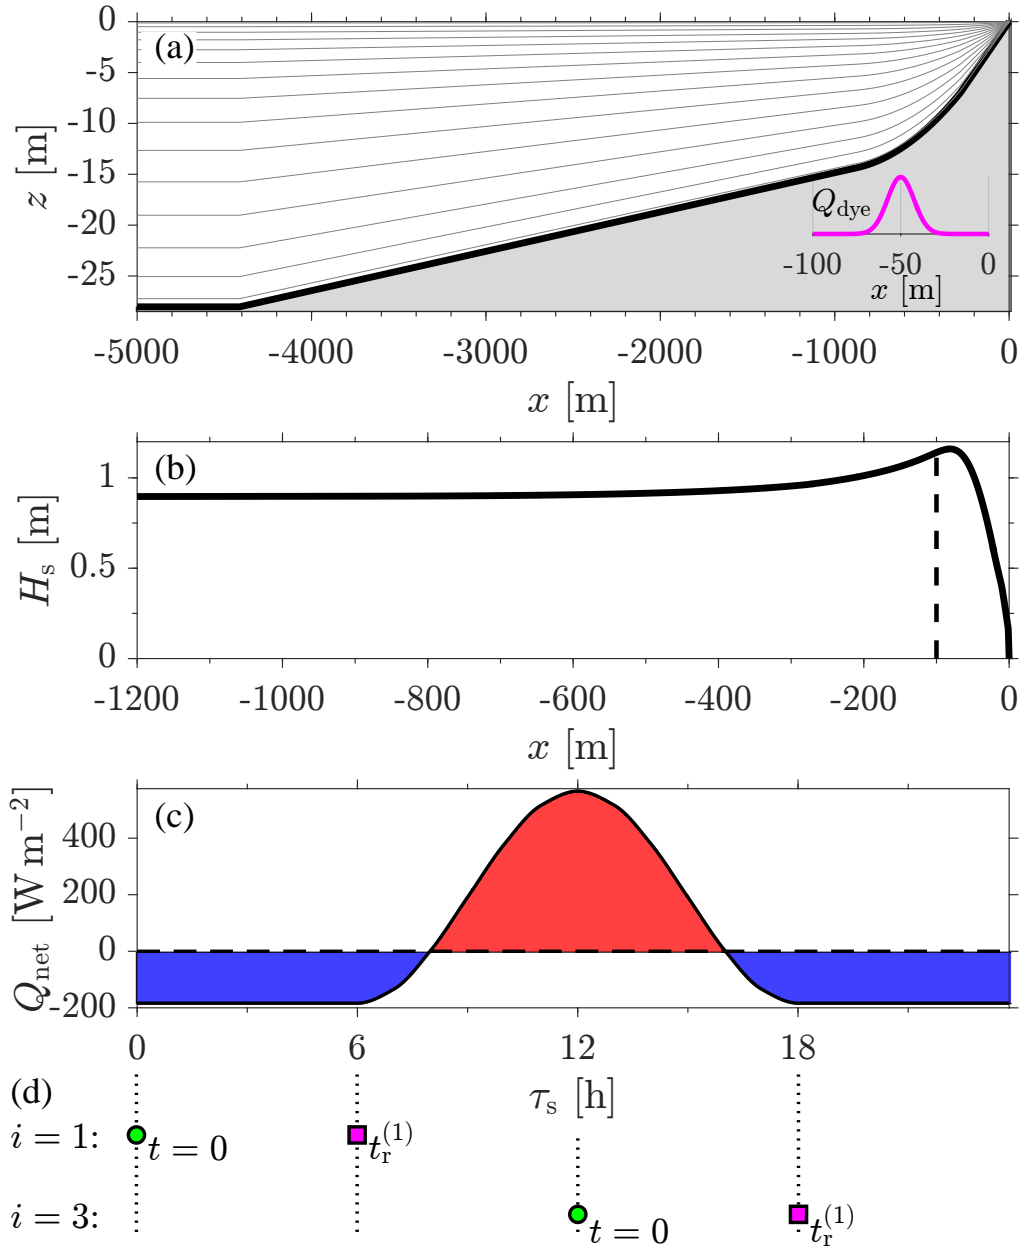 (a)
0
-5
-10
-15
-20
-25
z [m]
Q_dye
-100 -50 0
x [m]
-5000 -4000 -3000 -2000 -1000 0
x [m]
(b)
1
0.5
0
H_s [m]
-1200 -1000 -800 -600 -400 -200 0
x [m]
(c)
400
200
0
-200
Q_net [W m^−2]
0 6 12 18
τ_s [h]
(d)
i = 1: t = 0 t_r^(1)
i = 3: t = 0 t_r^(1)